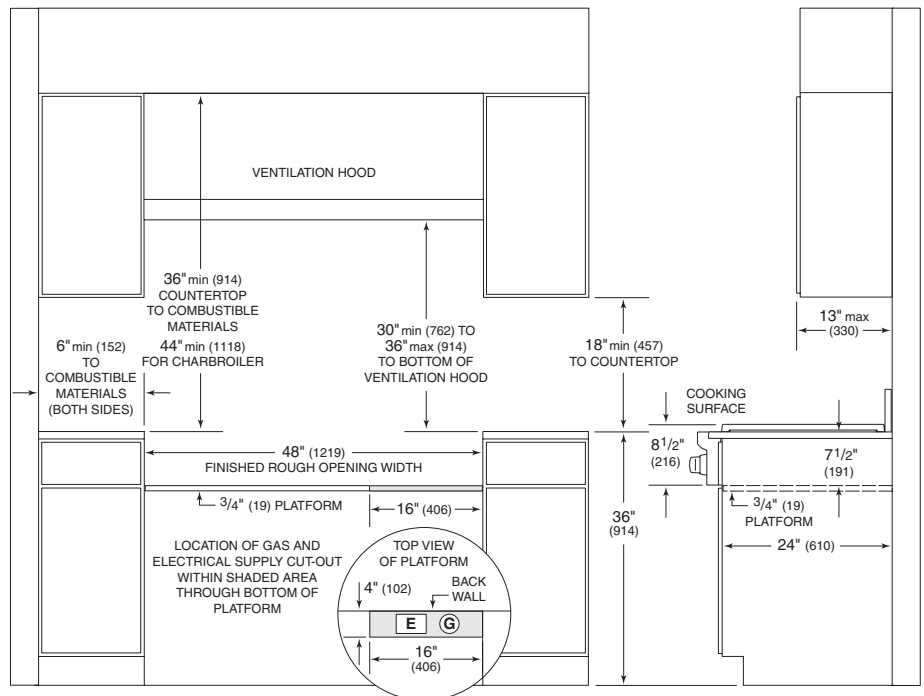 VENTILATION HOOD
36" min (914)
COUNTERTOP
TO COMBUSTIBLE
MATERIALS
44" min (1118)
FOR CHARBROILER
6" min (152)
TO
COMBUSTIBLE
MATERIALS
(BOTH SIDES)
30" min (762) TO
36" max (914)
TO BOTTOM OF
VENTILATION HOOD
18" min (457)
TO COUNTERTOP
13" max
(330)
COOKING
SURFACE
8 1/2"
(216)
7 1/2"
(191)
48" (1219)
FINISHED ROUGH OPENING WIDTH
3/4" (19) PLATFORM
16" (406)
36"
(914)
3/4" (19)
PLATFORM
24" (610)
LOCATION OF GAS AND
ELECTRICAL SUPPLY CUT-OUT
WITHIN SHADED AREA
THROUGH BOTTOM OF
PLATFORM
TOP VIEW
OF PLATFORM
4" (102)
BACK
WALL
E G
16"
(406)